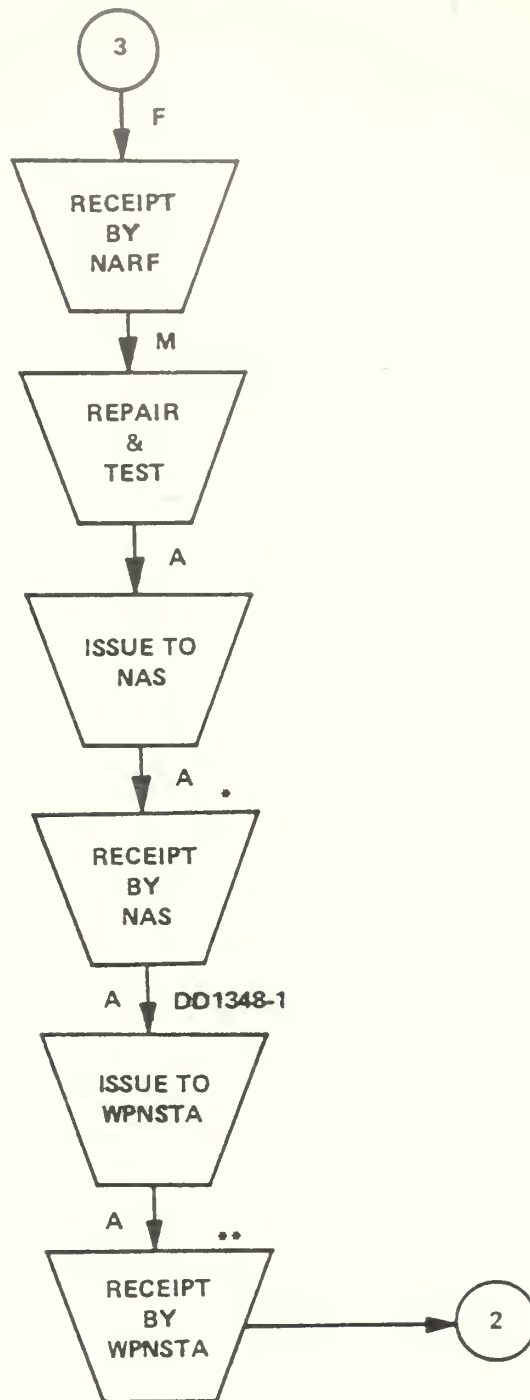 3
F
RECEIPT
BY
NARF
M
REPAIR
&
TEST
A
ISSUE TO
NAS
A
*
RECEIPT
BY
NAS
A DD1348-1
ISSUE TO
WPNSTA
A
**
RECEIPT
BY
WPNSTA
2